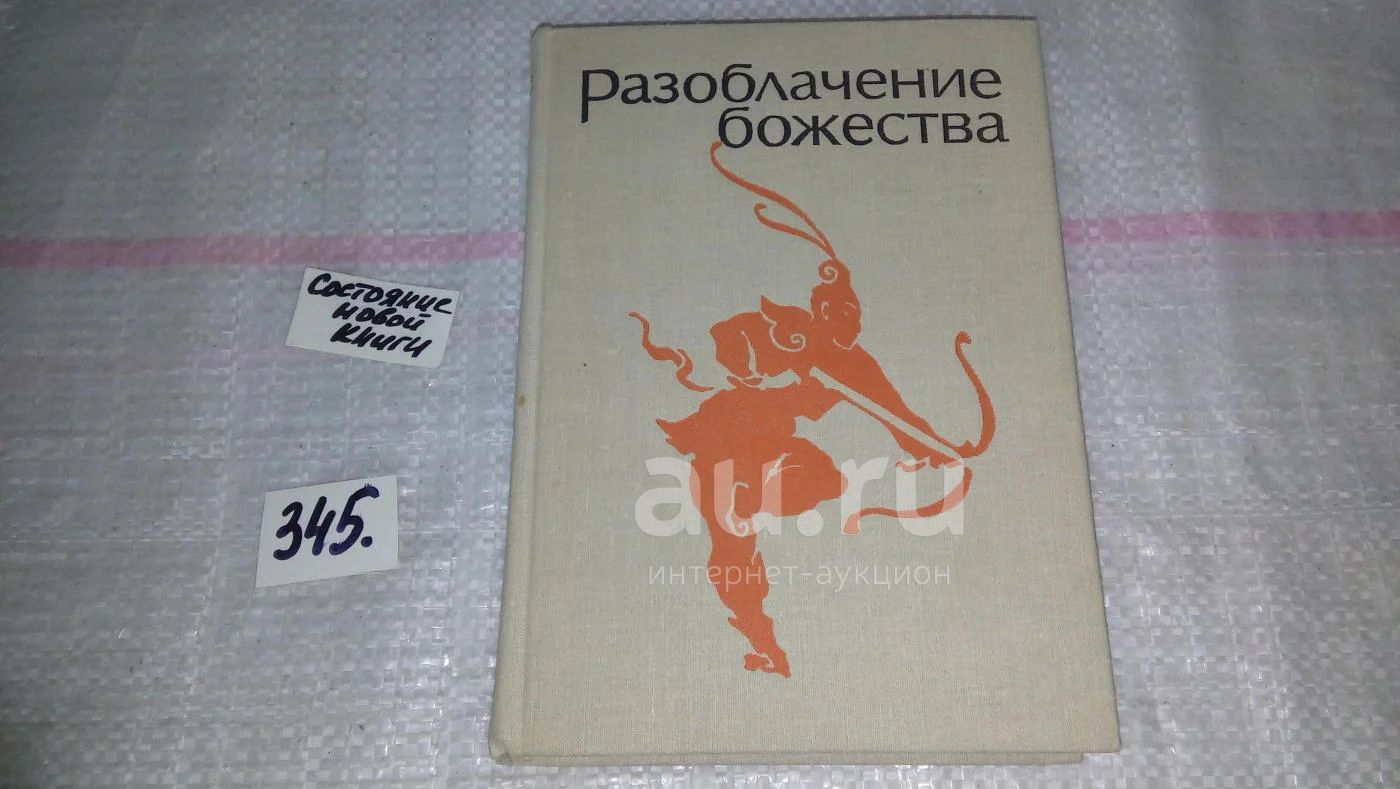 Разоблачение
божества
Состояние
новой
книги
345.
au.ru
интернет-аукцион